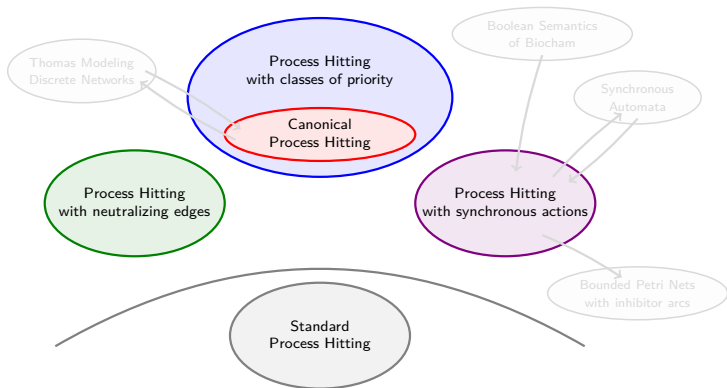 Boolean Semantics
of Biocham
Thomas Modeling
Discrete Networks
Process Hitting
with classes of priority
Synchronous
Automata
Canonical
Process Hitting
Process Hitting
with neutralizing edges
Process Hitting
with synchronous actions
Bounded Petri Nets
with inhibitor arcs
Standard
Process Hitting